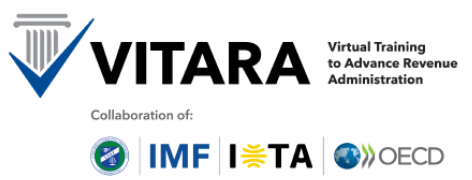 VITARA
Virtual Training
to Advance Revenue
Administration
Collaboration of:
IMF
IOTA
OECD